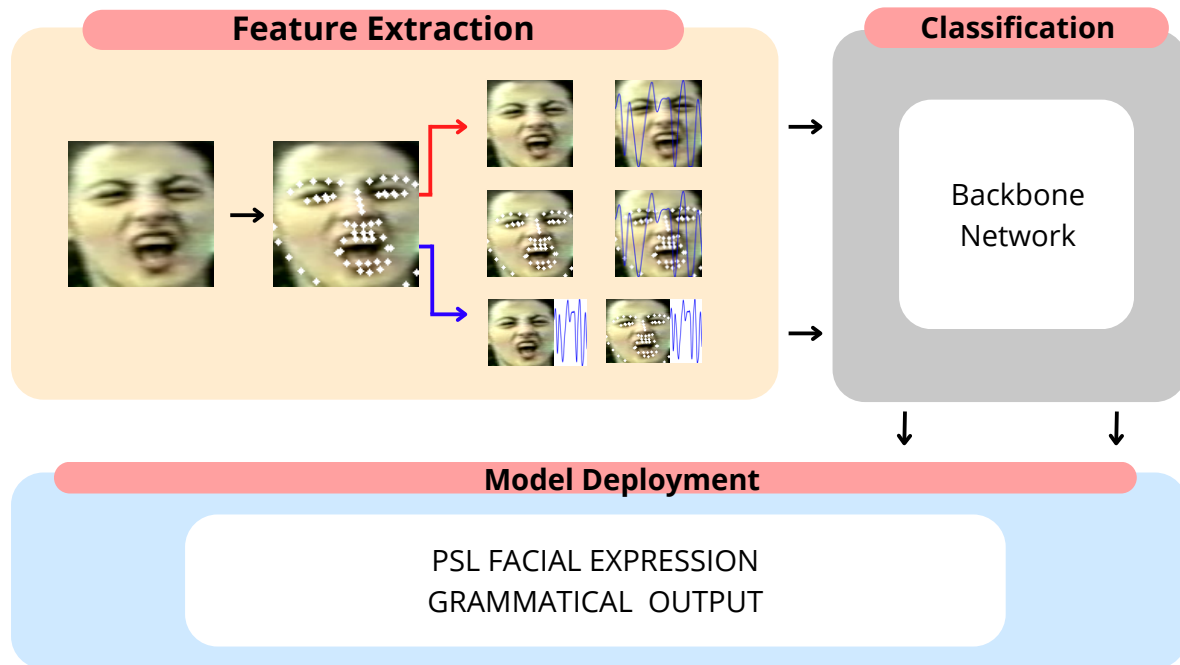 Feature Extraction
Classification
Backbone
Network
Model Deployment
PSL FACIAL EXPRESSION
GRAMMATICAL OUTPUT